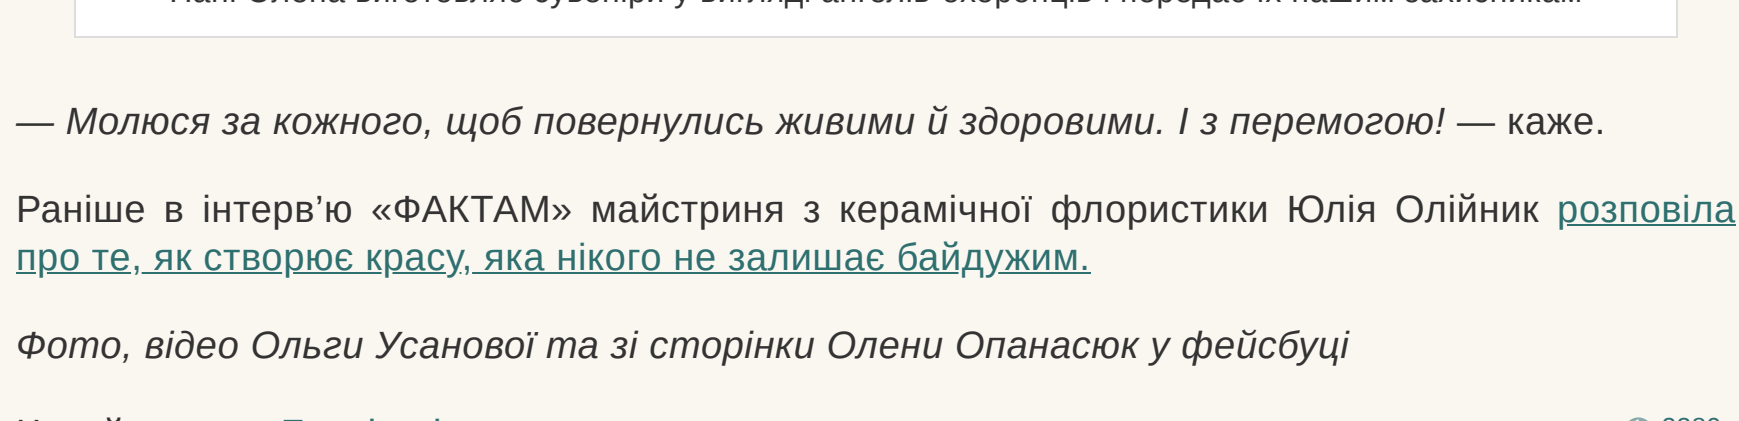 — Молюся за кожного, щоб повернулись живими й здоровими. І з перемогою! — каже.
Раніше в інтерв’ю «ФАКТАМ» майстриня з керамічної флористики Юлія Олійник розповіла
про те, як створює красу, яка нікого не залишає байдужим.
Фото, відео Ольги Усанової та зі сторінки Олени Опанасюк у фейсбуці